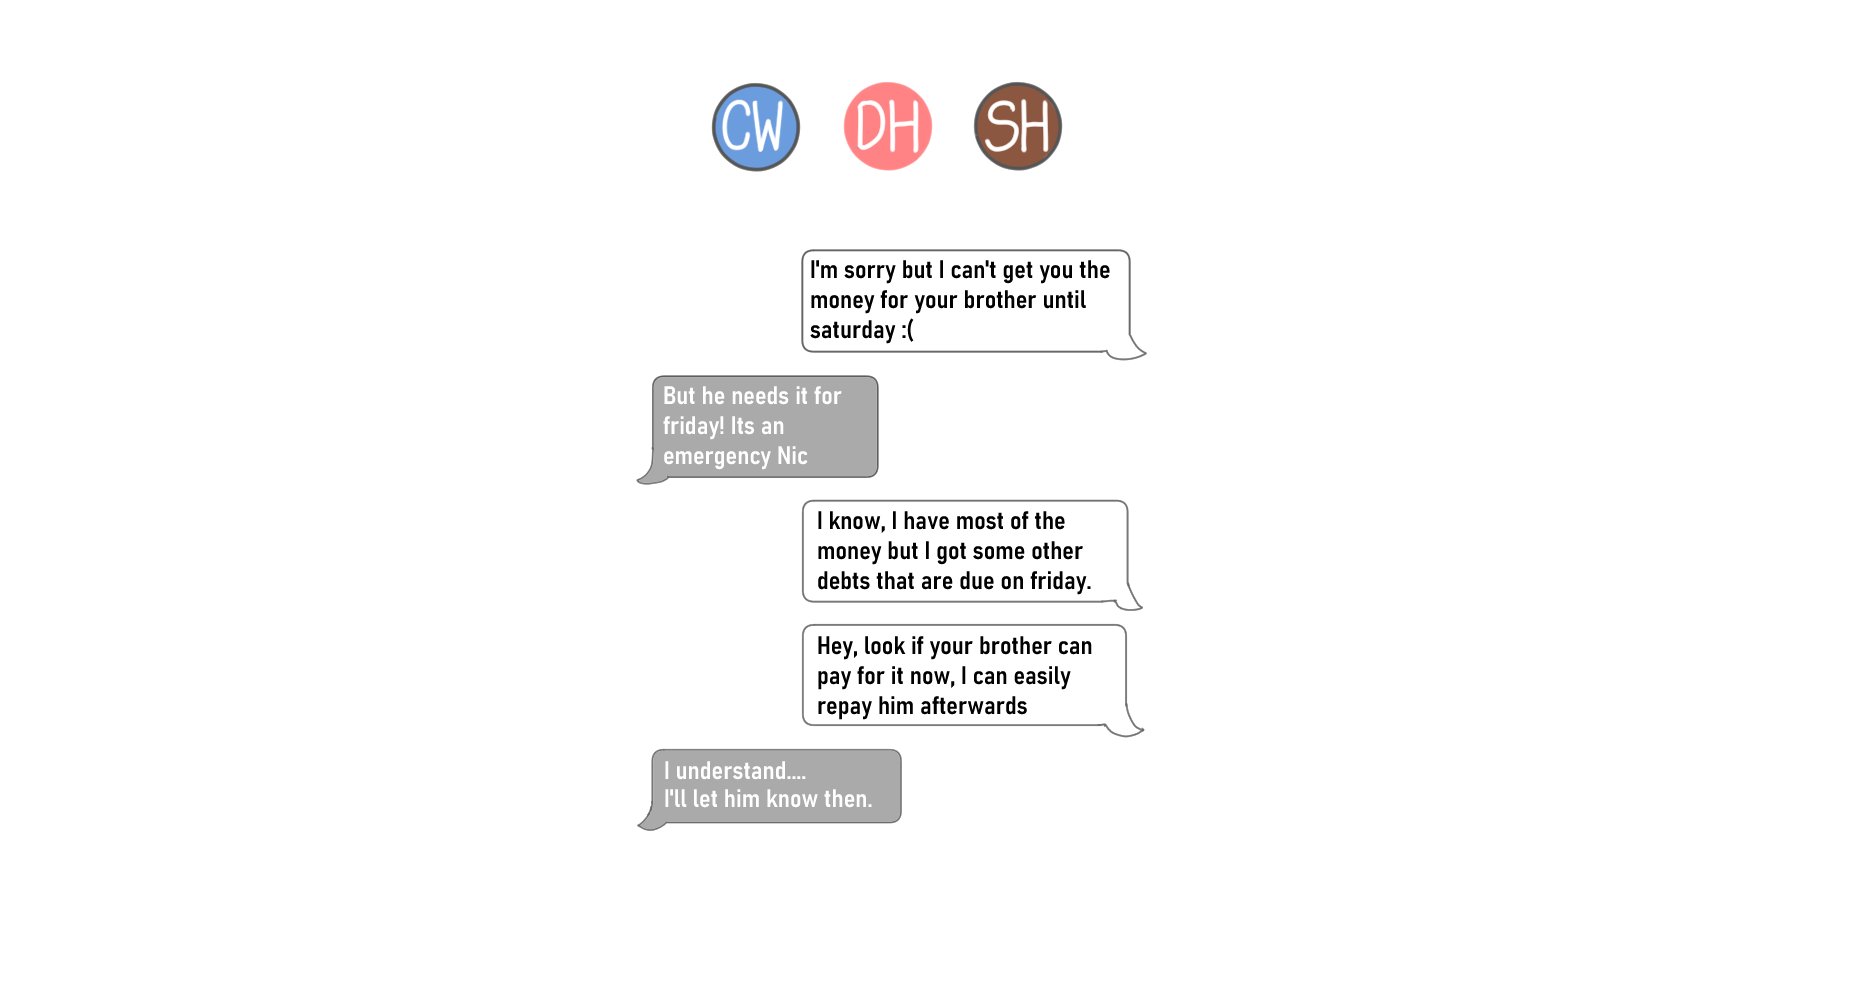 CW DH SH
I'm sorry but I can't get you the
money for your brother until
saturday :(
But he needs it for
friday! Its an
emergency Nic
I know, I have most of the
money but I got some other
debts that are due on friday.
Hey, look if your brother can
pay for it now, I can easily
repay him afterwards
I understand....
I'll let him know then.